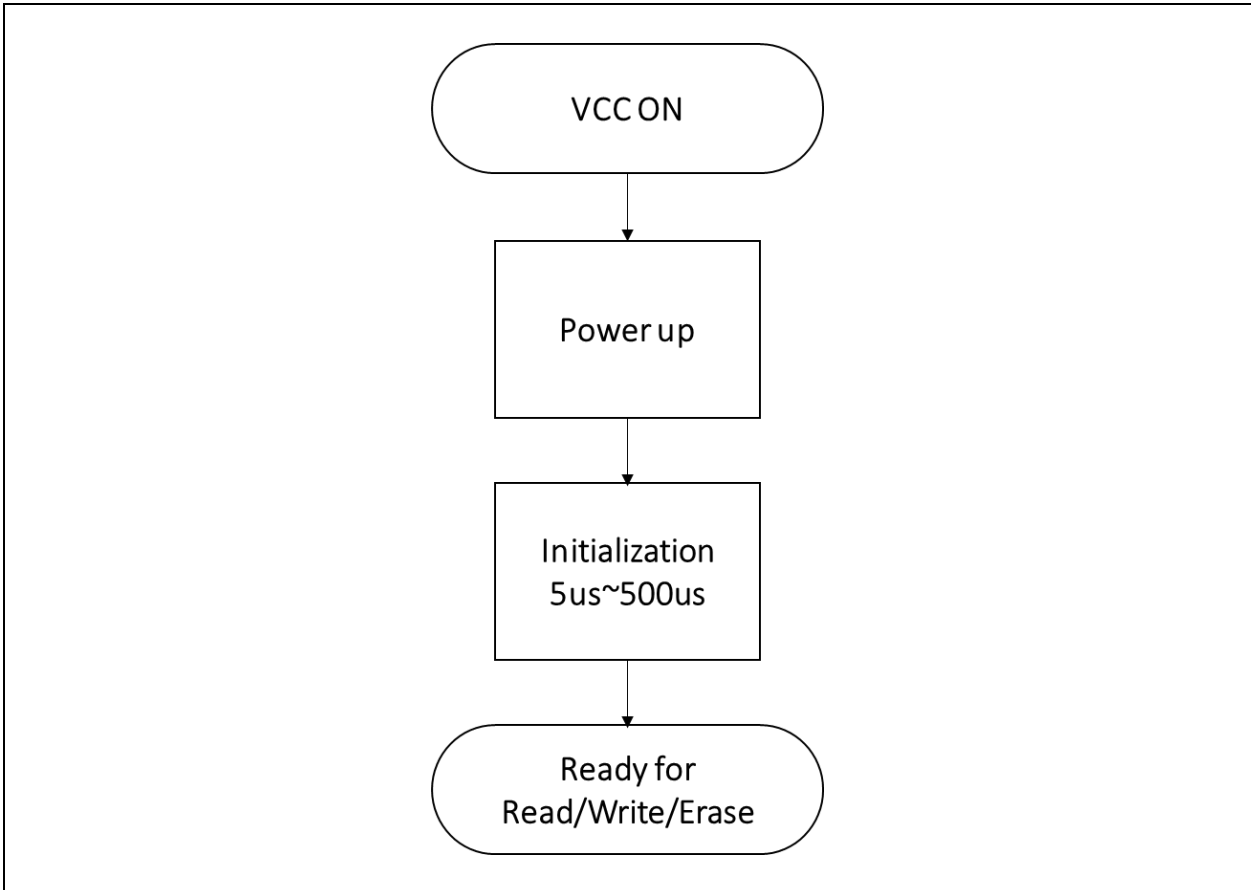 VCC ON
Power up
Initialization
5us~500us
Ready for
Read/Write/Erase